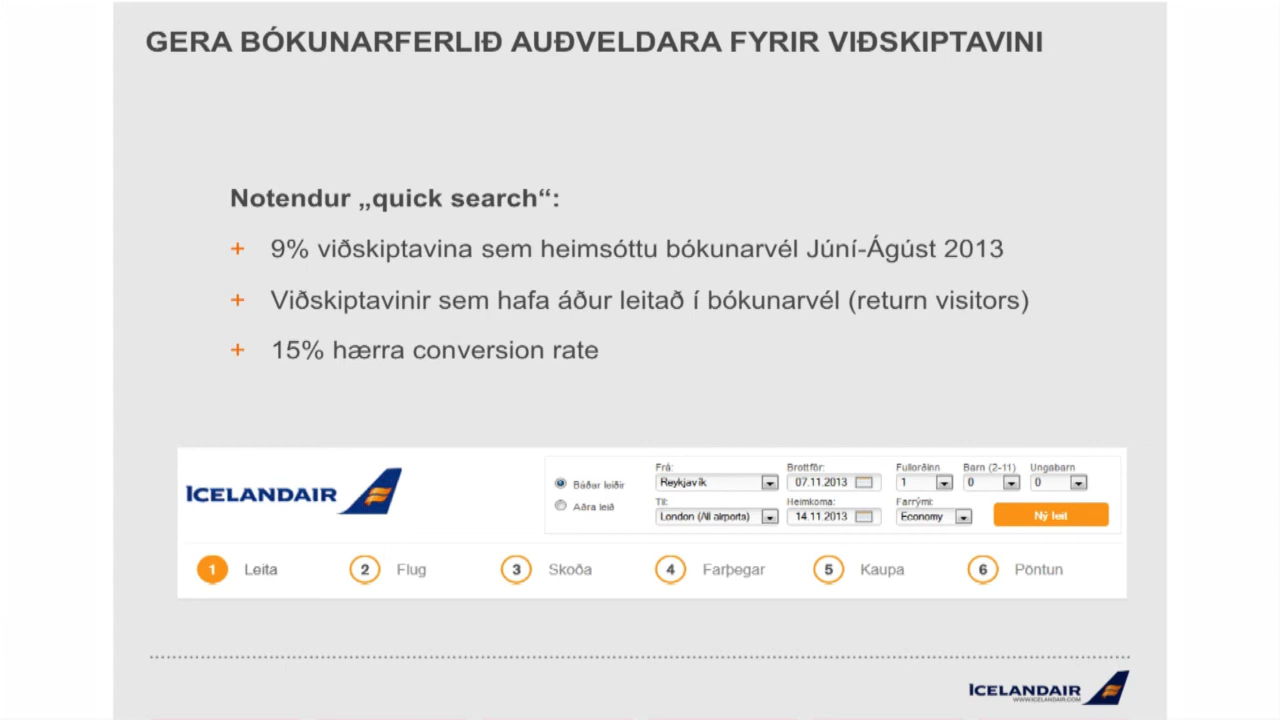 GERA BÓKUNARFERLIÐ AUÐVELDARA FYRIR VIÐSKIPTAVINI
Notendur „quick search“:
+ 9% viðskiptavina sem heimsóttu bókunarvél Júní-Ágúst 2013
+ Viðskiptavinir sem hafa áður leitað í bókunarvél (return visitors)
+ 15% hærra conversion rate
ICELANDAIR
Báðar leiðir
Aðra leið
Frá: Brottför: Fullorðinn Barn (2-11) Ungabarn
Reykjavík 07.11.2013 1 0 0
Til: Heimkoma: Farrými:
London (All airports) 14.11.2013 Economy Ný leit
1 Leita 2 Flug 3 Skoða 4 Farþegar 5 Kaupa 6 Pöntun
ICELANDAIR
WWW.ICELANDAIR.COM